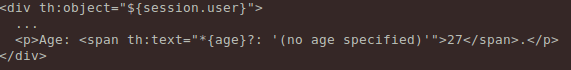 <div th:object="${session.user}">
...
<p>Age: <span th:text="*{age}?: '(no age specified)'">27</span>.</p>
</div>